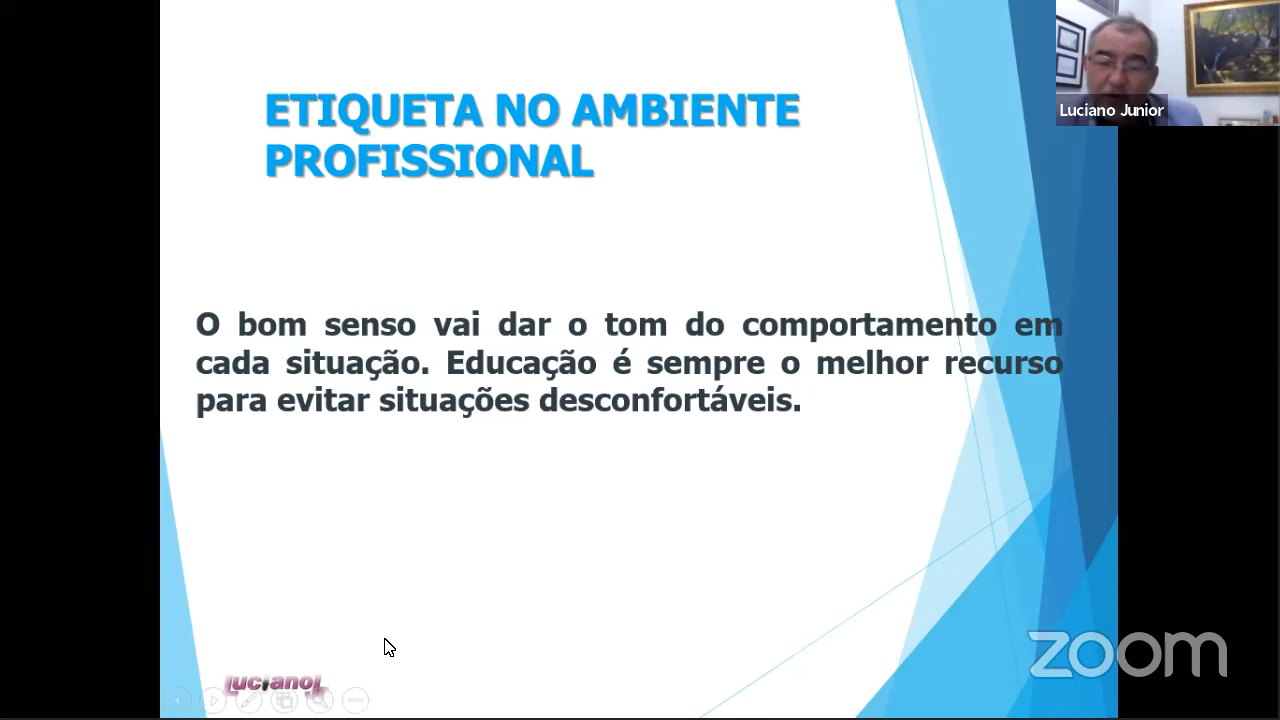 ETIQUETA NO AMBIENTE
PROFISSIONAL
Luciano Junior
O bom senso vai dar o tom do comportamento em
cada situação. Educação é sempre o melhor recurso
para evitar situações desconfortáveis.
zoom
LucianoJ